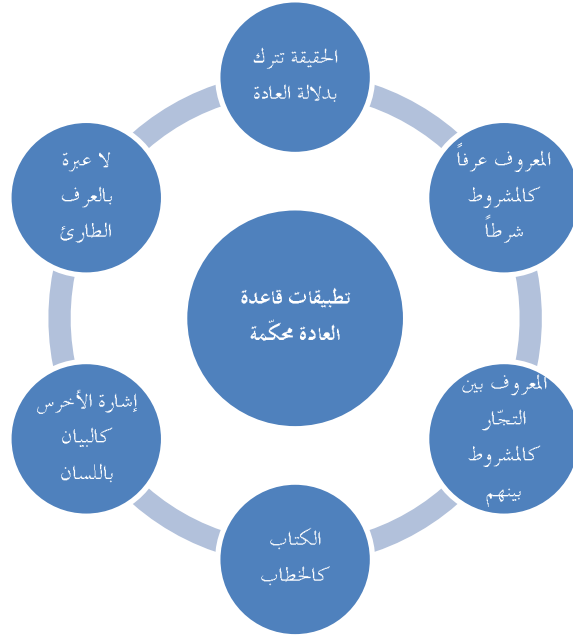 الحقيقة تترك
بدلالة العادة
المعروف عرفاً
كالمشروط
شرطاً
المعروف بين
التجّار
كالمشروط
بينهم
الكتاب
كالخطاب
إشارة الأخرس
كالبيان
باللسان
لا عبرة
بالعرف
الطارئ
تطبيقات قاعدة
العادة محكّمة